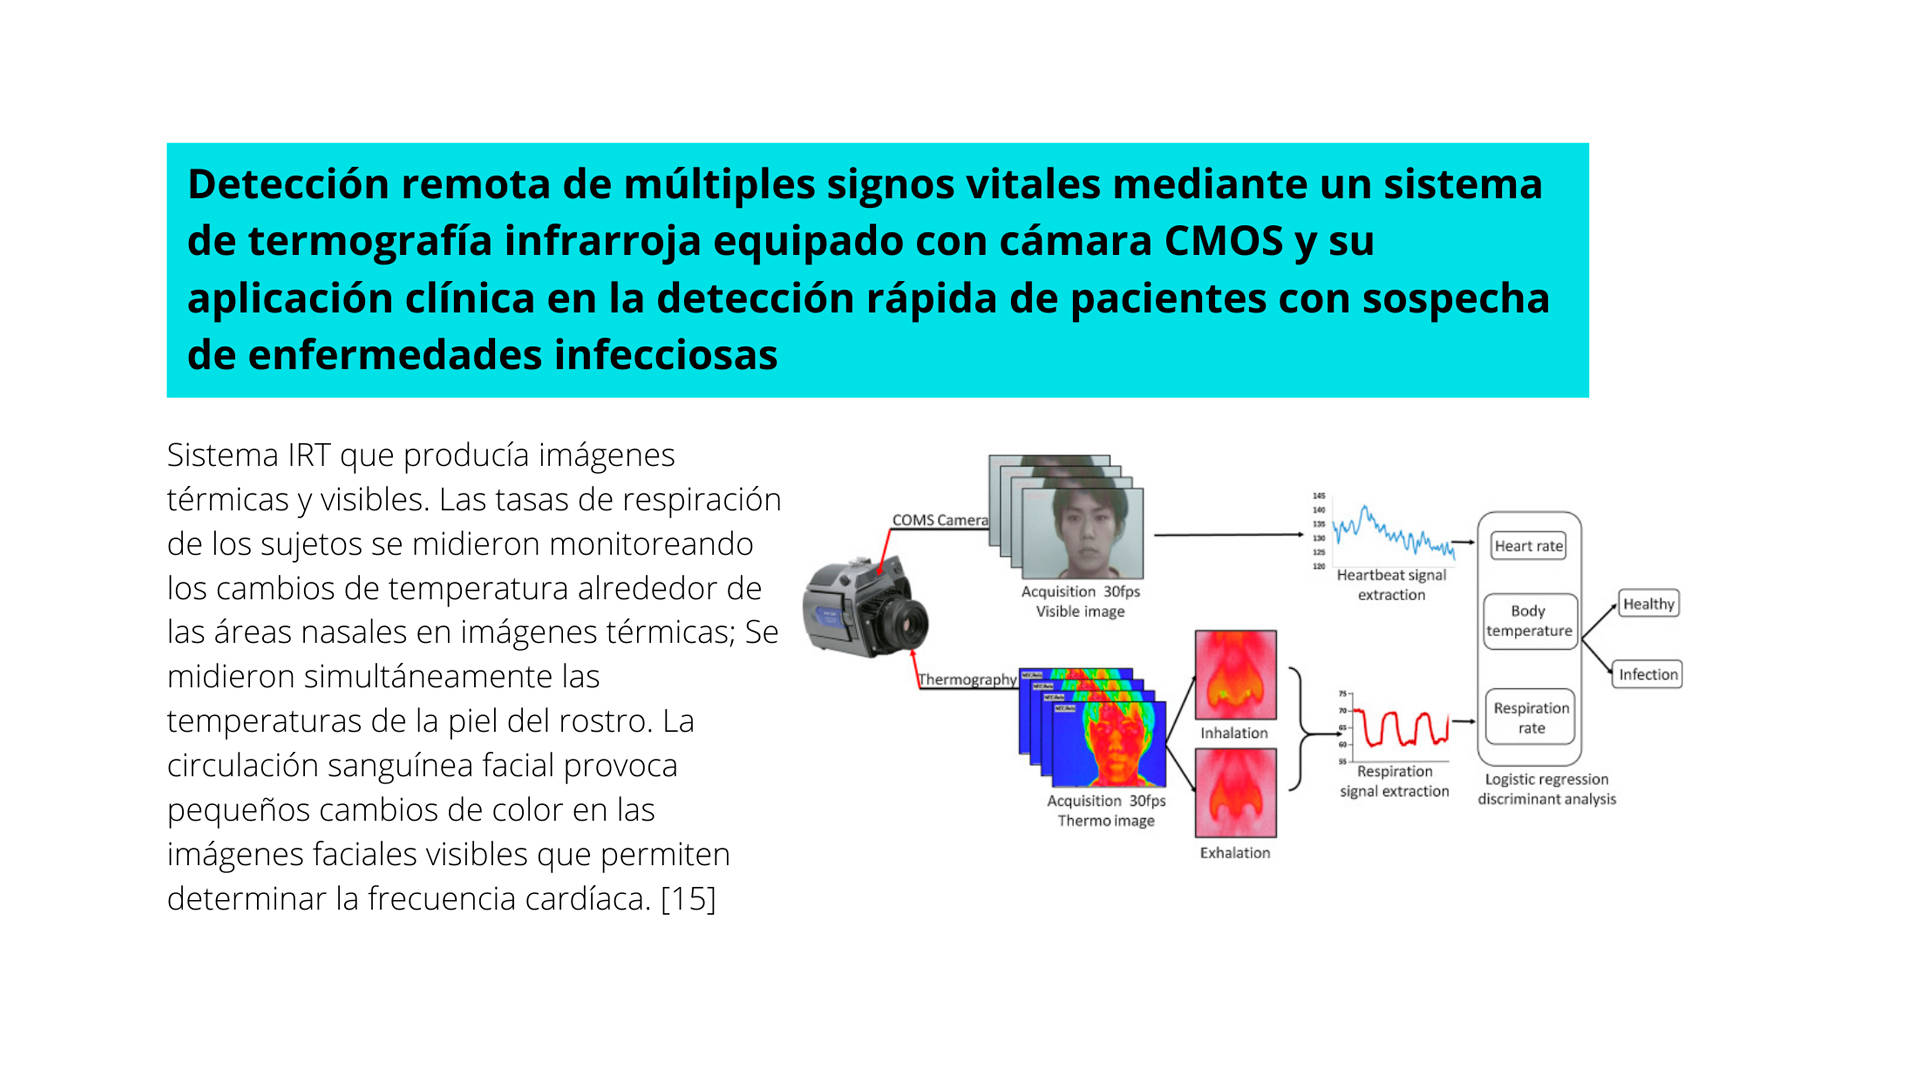 Detección remota de múltiples signos vitales mediante un sistema
de termografía infrarroja equipado con cámara CMOS y su
aplicación clínica en la detección rápida de pacientes con sospecha
de enfermedades infecciosas
Sistema IRT que producía imágenes
térmicas y visibles. Las tasas de respiración
de los sujetos se midieron monitoreando
los cambios de temperatura alrededor de
las áreas nasales en imágenes térmicas; Se
midieron simultáneamente las
temperaturas de la piel del rostro. La
circulación sanguínea facial provoca
pequeños cambios de color en las
imágenes faciales visibles que permiten
determinar la frecuencia cardíaca. [15]
COMS Camera
Acquisition 30fps
Visible image
145
140
135
130
125
120
Heartbeat signal
extraction
Heart rate
Body
temperature
Respiration
rate
Logistic regression
discriminant analysis
Healthy
Infection
Thermography
Acquisition 30fps
Thermo image
Inhalation
Exhalation
75
70
65
60
55
Respiration
signal extraction